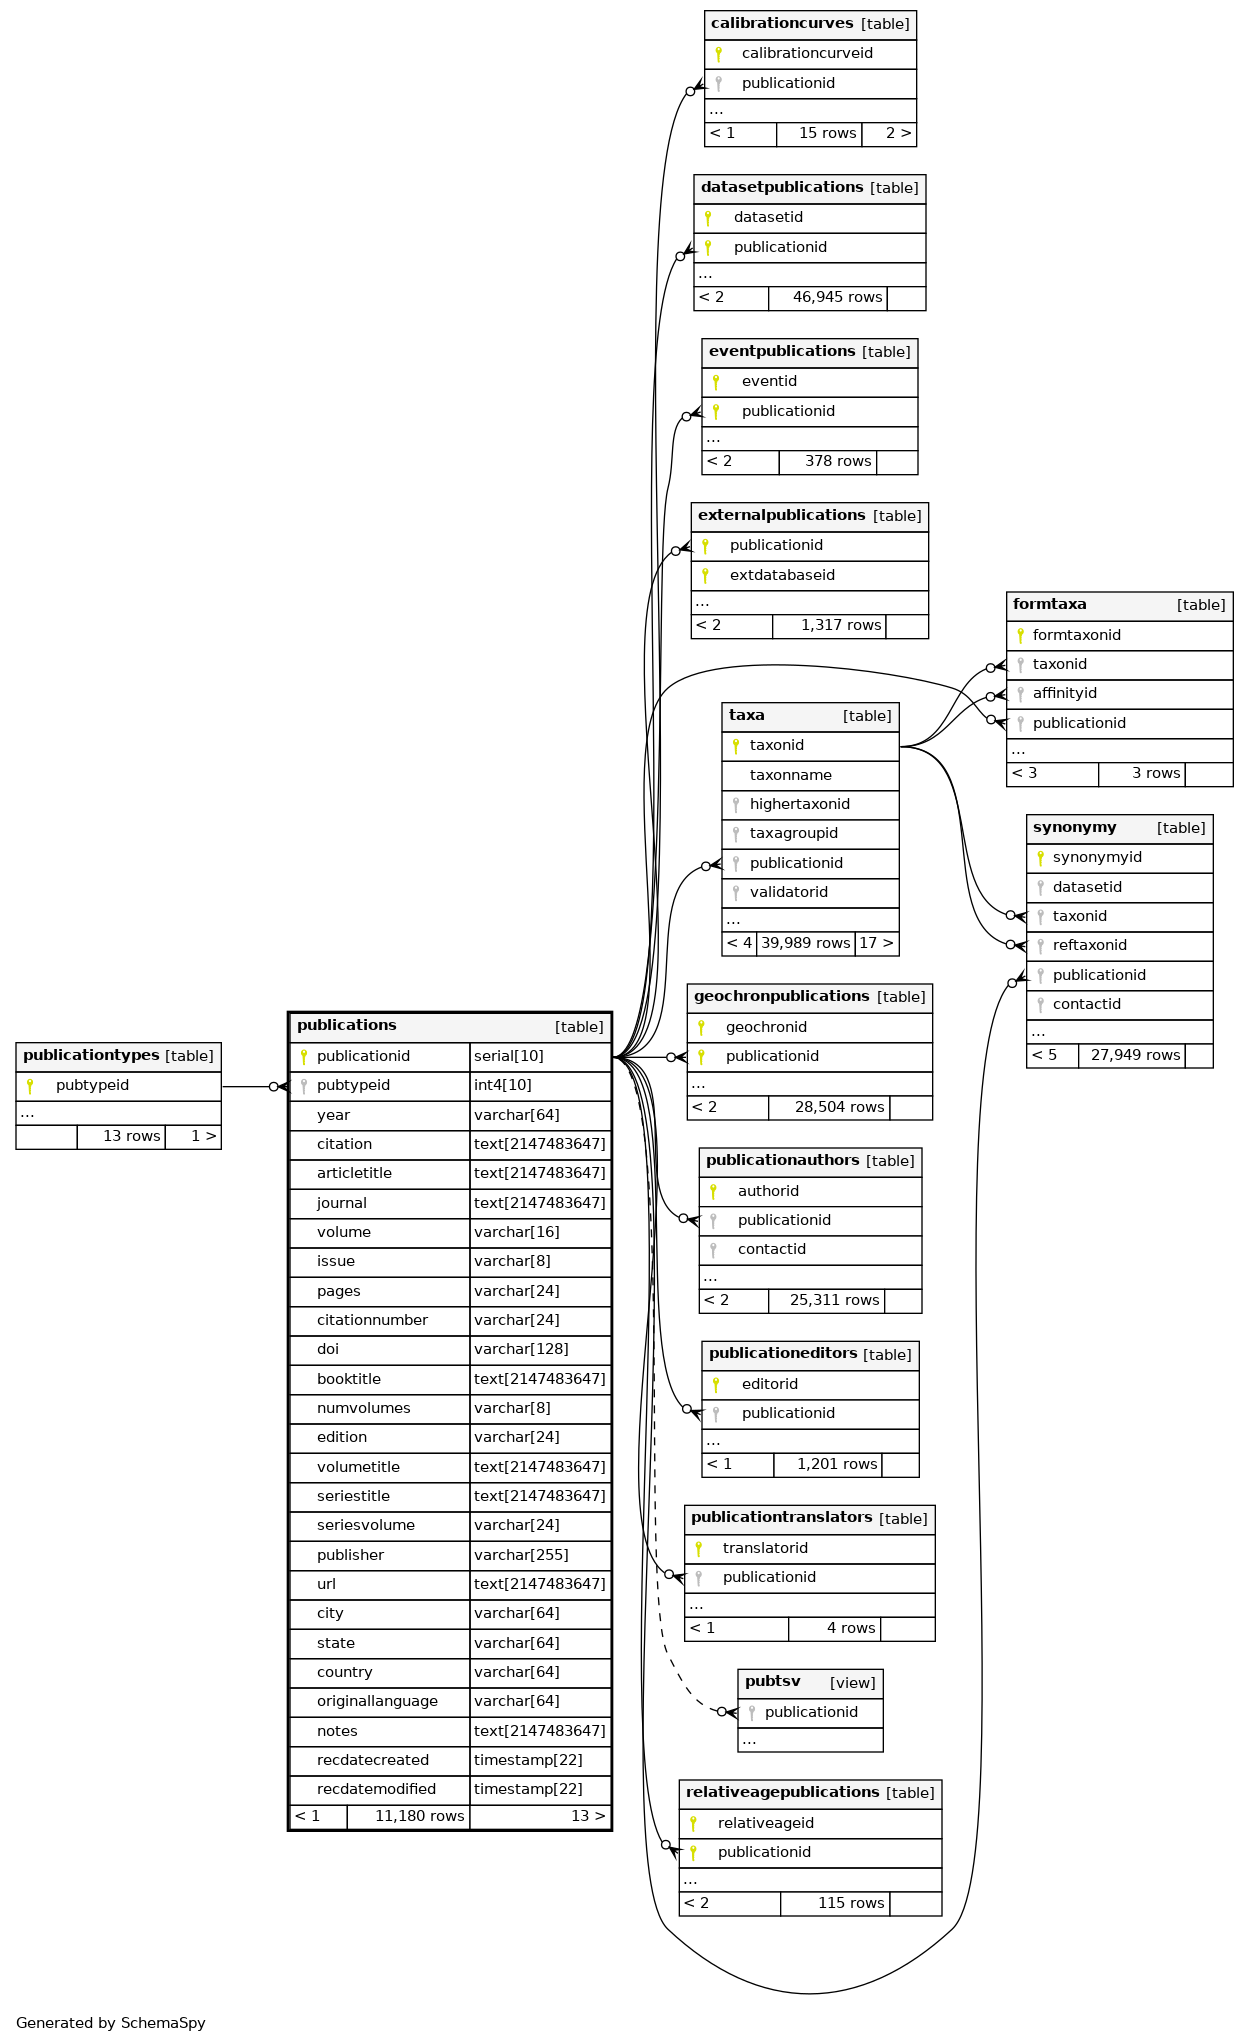 calibrationcurves [table]
calibrationcurveid
publicationid
...
< 1 15 rows 2 >
datasetpublications [table]
datasetid
publicationid
...
< 2 46,945 rows
eventpublications [table]
eventid
publicationid
...
< 2 378 rows
externalpublications [table]
publicationid
extdatabaseid
...
< 2 1,317 rows
formtaxa [table]
formtaxonid
taxonid
affinityid
publicationid
...
< 3 3 rows
taxa [table]
taxonid
taxonname
highertaxonid
taxagroupid
publicationid
validatorid
...
< 4 39,989 rows 17 >
synonymy [table]
synonymyid
datasetid
taxonid
reftaxonid
publicationid
contactid
...
< 5 27,949 rows
geochronpublications [table]
geochronid
publicationid
...
< 2 28,504 rows
publicationtypes [table]
pubtypeid
...
13 rows 1 >
publications [table]
publicationid serial[10]
pubtypeid int4[10]
year varchar[64]
citation text[2147483647]
articletitle text[2147483647]
journal text[2147483647]
volume varchar[16]
issue varchar[8]
pages varchar[24]
citationnumber varchar[24]
doi varchar[128]
booktitle text[2147483647]
numvolumes varchar[8]
edition varchar[24]
volumetitle text[2147483647]
seriestitle text[2147483647]
seriesvolume varchar[24]
publisher varchar[255]
url text[2147483647]
city varchar[64]
state varchar[64]
country varchar[64]
originallanguage varchar[64]
notes text[2147483647]
recdatecreated timestamp[22]
recdatemodified timestamp[22]
< 1 11,180 rows 13 >
publicationauthors [table]
authorid
publicationid
contactid
...
< 2 25,311 rows
publicationeditors [table]
editorid
publicationid
...
< 1 1,201 rows
publicationtranslators [table]
translatorid
publicationid
...
< 1 4 rows
pubtsv [view]
publicationid
...
relativeagepublications [table]
relativeageid
publicationid
...
< 2 115 rows
Generated by SchemaSpy